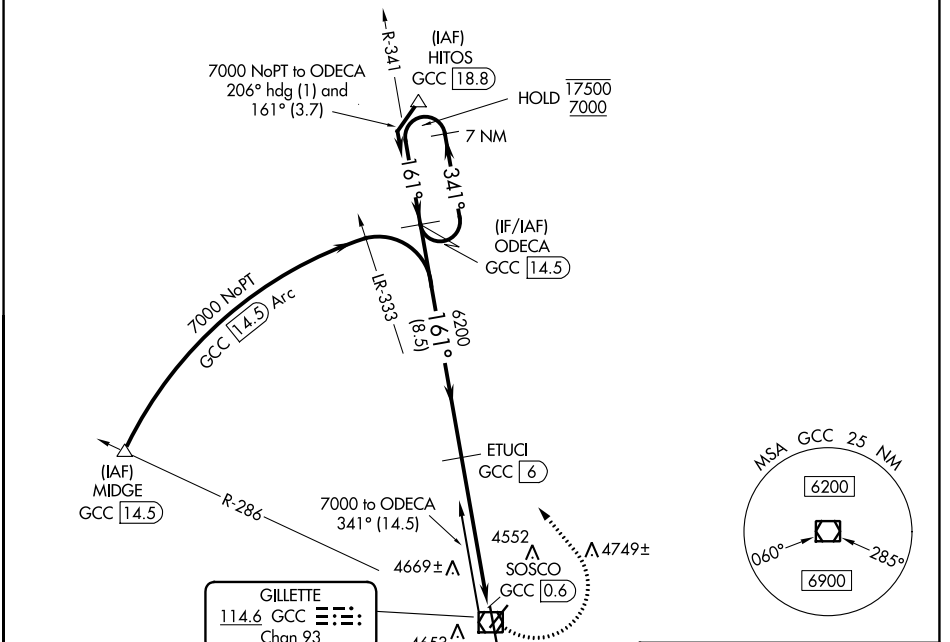 R-341
(IAF)
HITOS
GCC 18.8
7000 NoPT to ODECA
206° hdg (1) and
161° (3.7)
HOLD 17500
7000
7 NM
161°
341°
(IF/IAF)
ODECA
GCC 14.5
7000 NoPT
GCC 14.5 Arc
LR-333
6200
161°
(8.5)
(IAF)
MIDGE
GCC 14.5
R-286
ETUCI
GCC 6
7000 to ODECA
341° (14.5)
4552
4749±
4669±
SOSCO
GCC 0.6
MSA GCC 25 NM
6200
060°
285°
6900
GILLETTE
114.6 GCC
Chan 93
4653